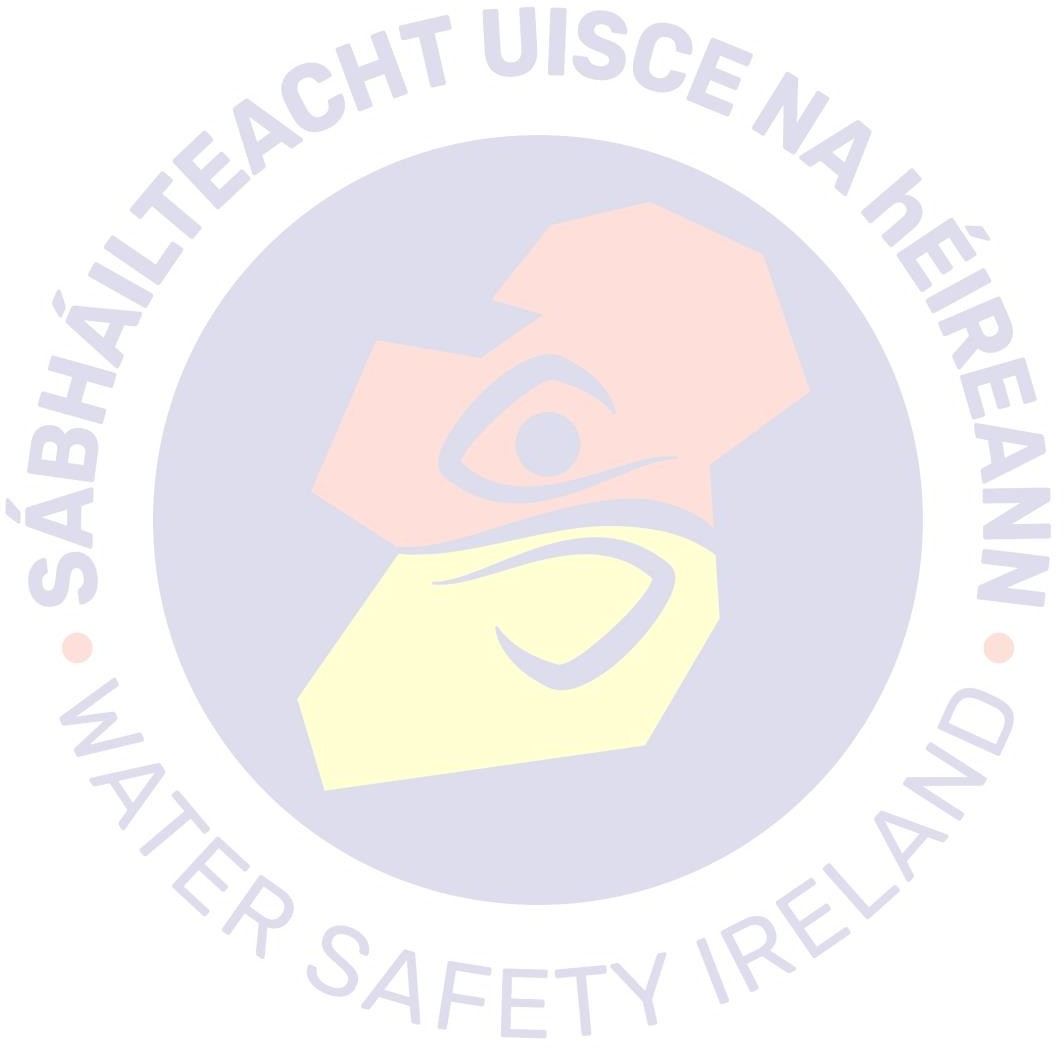 SÁBHÁILTEACHT UISCE NA hÉIREANN
• WATER SAFETY IRELAND •